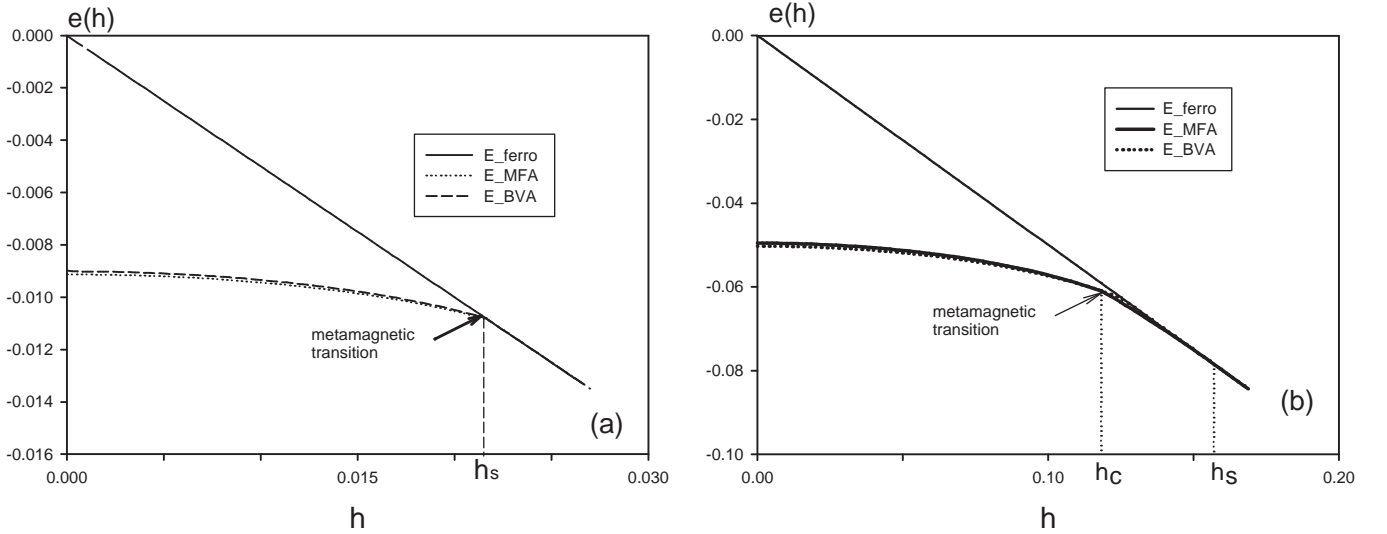 e(h)
0.000
-0.002
-0.004
-0.006
-0.008
-0.010
-0.012
-0.014
-0.016
E_ferro
E_MFA
E_BVA
metamagnetic
transition
(a)
0.000
0.015
0.030
hs
h
e(h)
0.00
-0.02
-0.04
-0.06
-0.08
-0.10
E_ferro
E_MFA
E_BVA
metamagnetic
transition
(b)
0.00
0.10
0.20
hc
hs
h